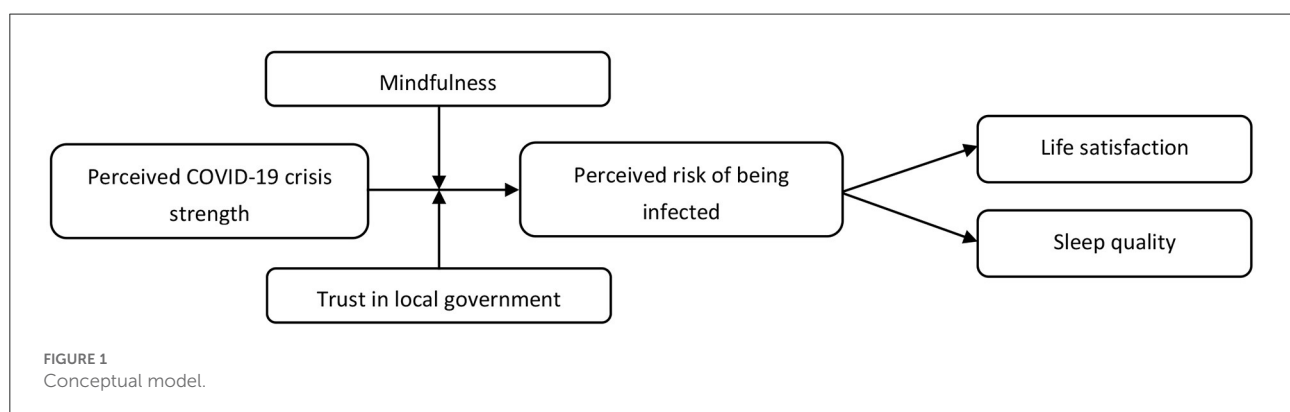 Mindfulness
Perceived COVID-19 crisis
strength
Perceived risk of being
infected
Life satisfaction
Sleep quality
Trust in local government
FIGURE 1
Conceptual model.